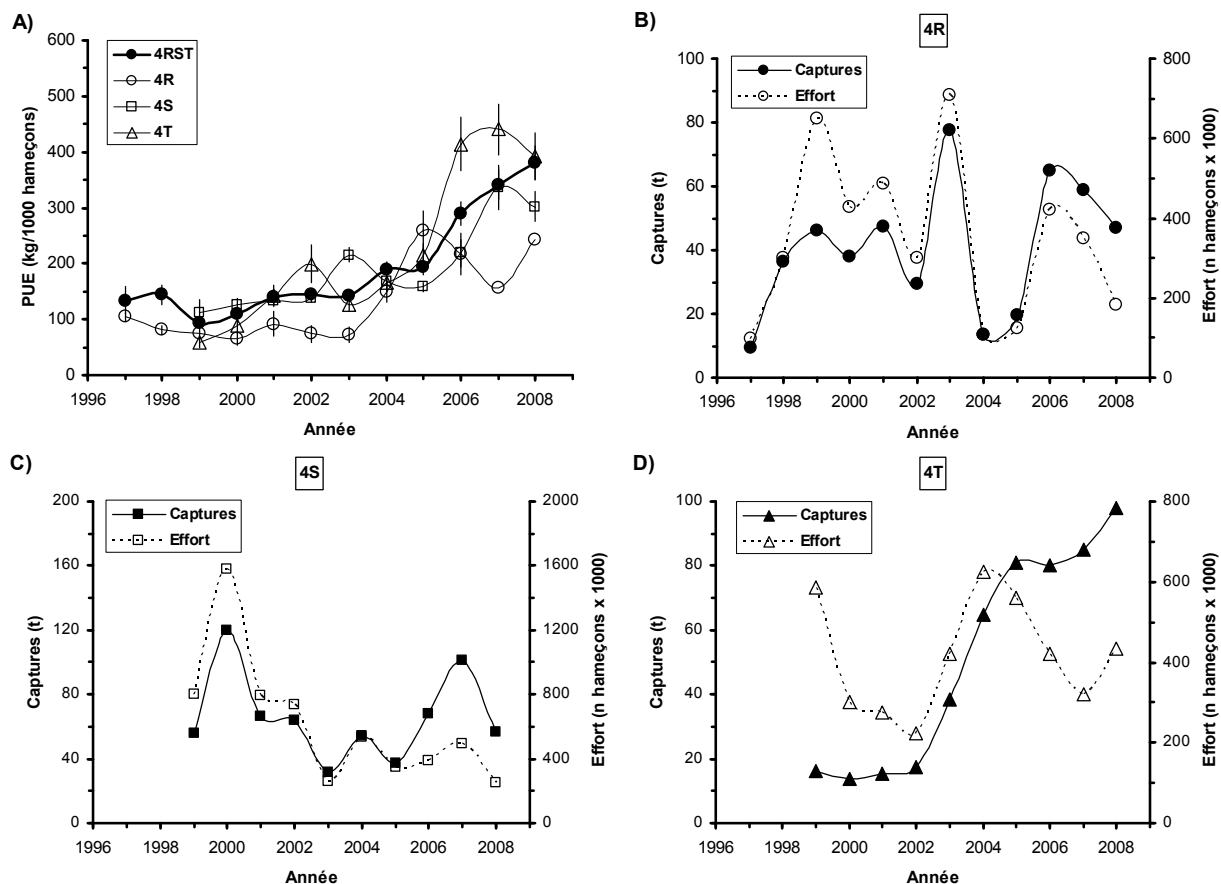 A)
PUE (kg/1000 hameçons)
600
500
400
300
200
100
0
4RST
4R
4S
4T
1996 1998 2000 2002 2004 2006 2008
Année
B)
4R
Captures (t)
100
80
60
40
20
0
Captures
Effort
800
600
400
200
0
Effort (n hameçons x 1000)
1996 1998 2000 2002 2004 2006 2008
Année
C)
4S
Captures (t)
200
160
120
80
40
0
Captures
Effort
2000
1600
1200
800
400
0
Effort (n hameçons x 1000)
1996 1998 2000 2002 2004 2006 2008
Année
D)
4T
Captures (t)
100
80
60
40
20
0
Captures
Effort
800
600
400
200
0
Effort (n hameçons x 1000)
1996 1998 2000 2002 2004 2006 2008
Année